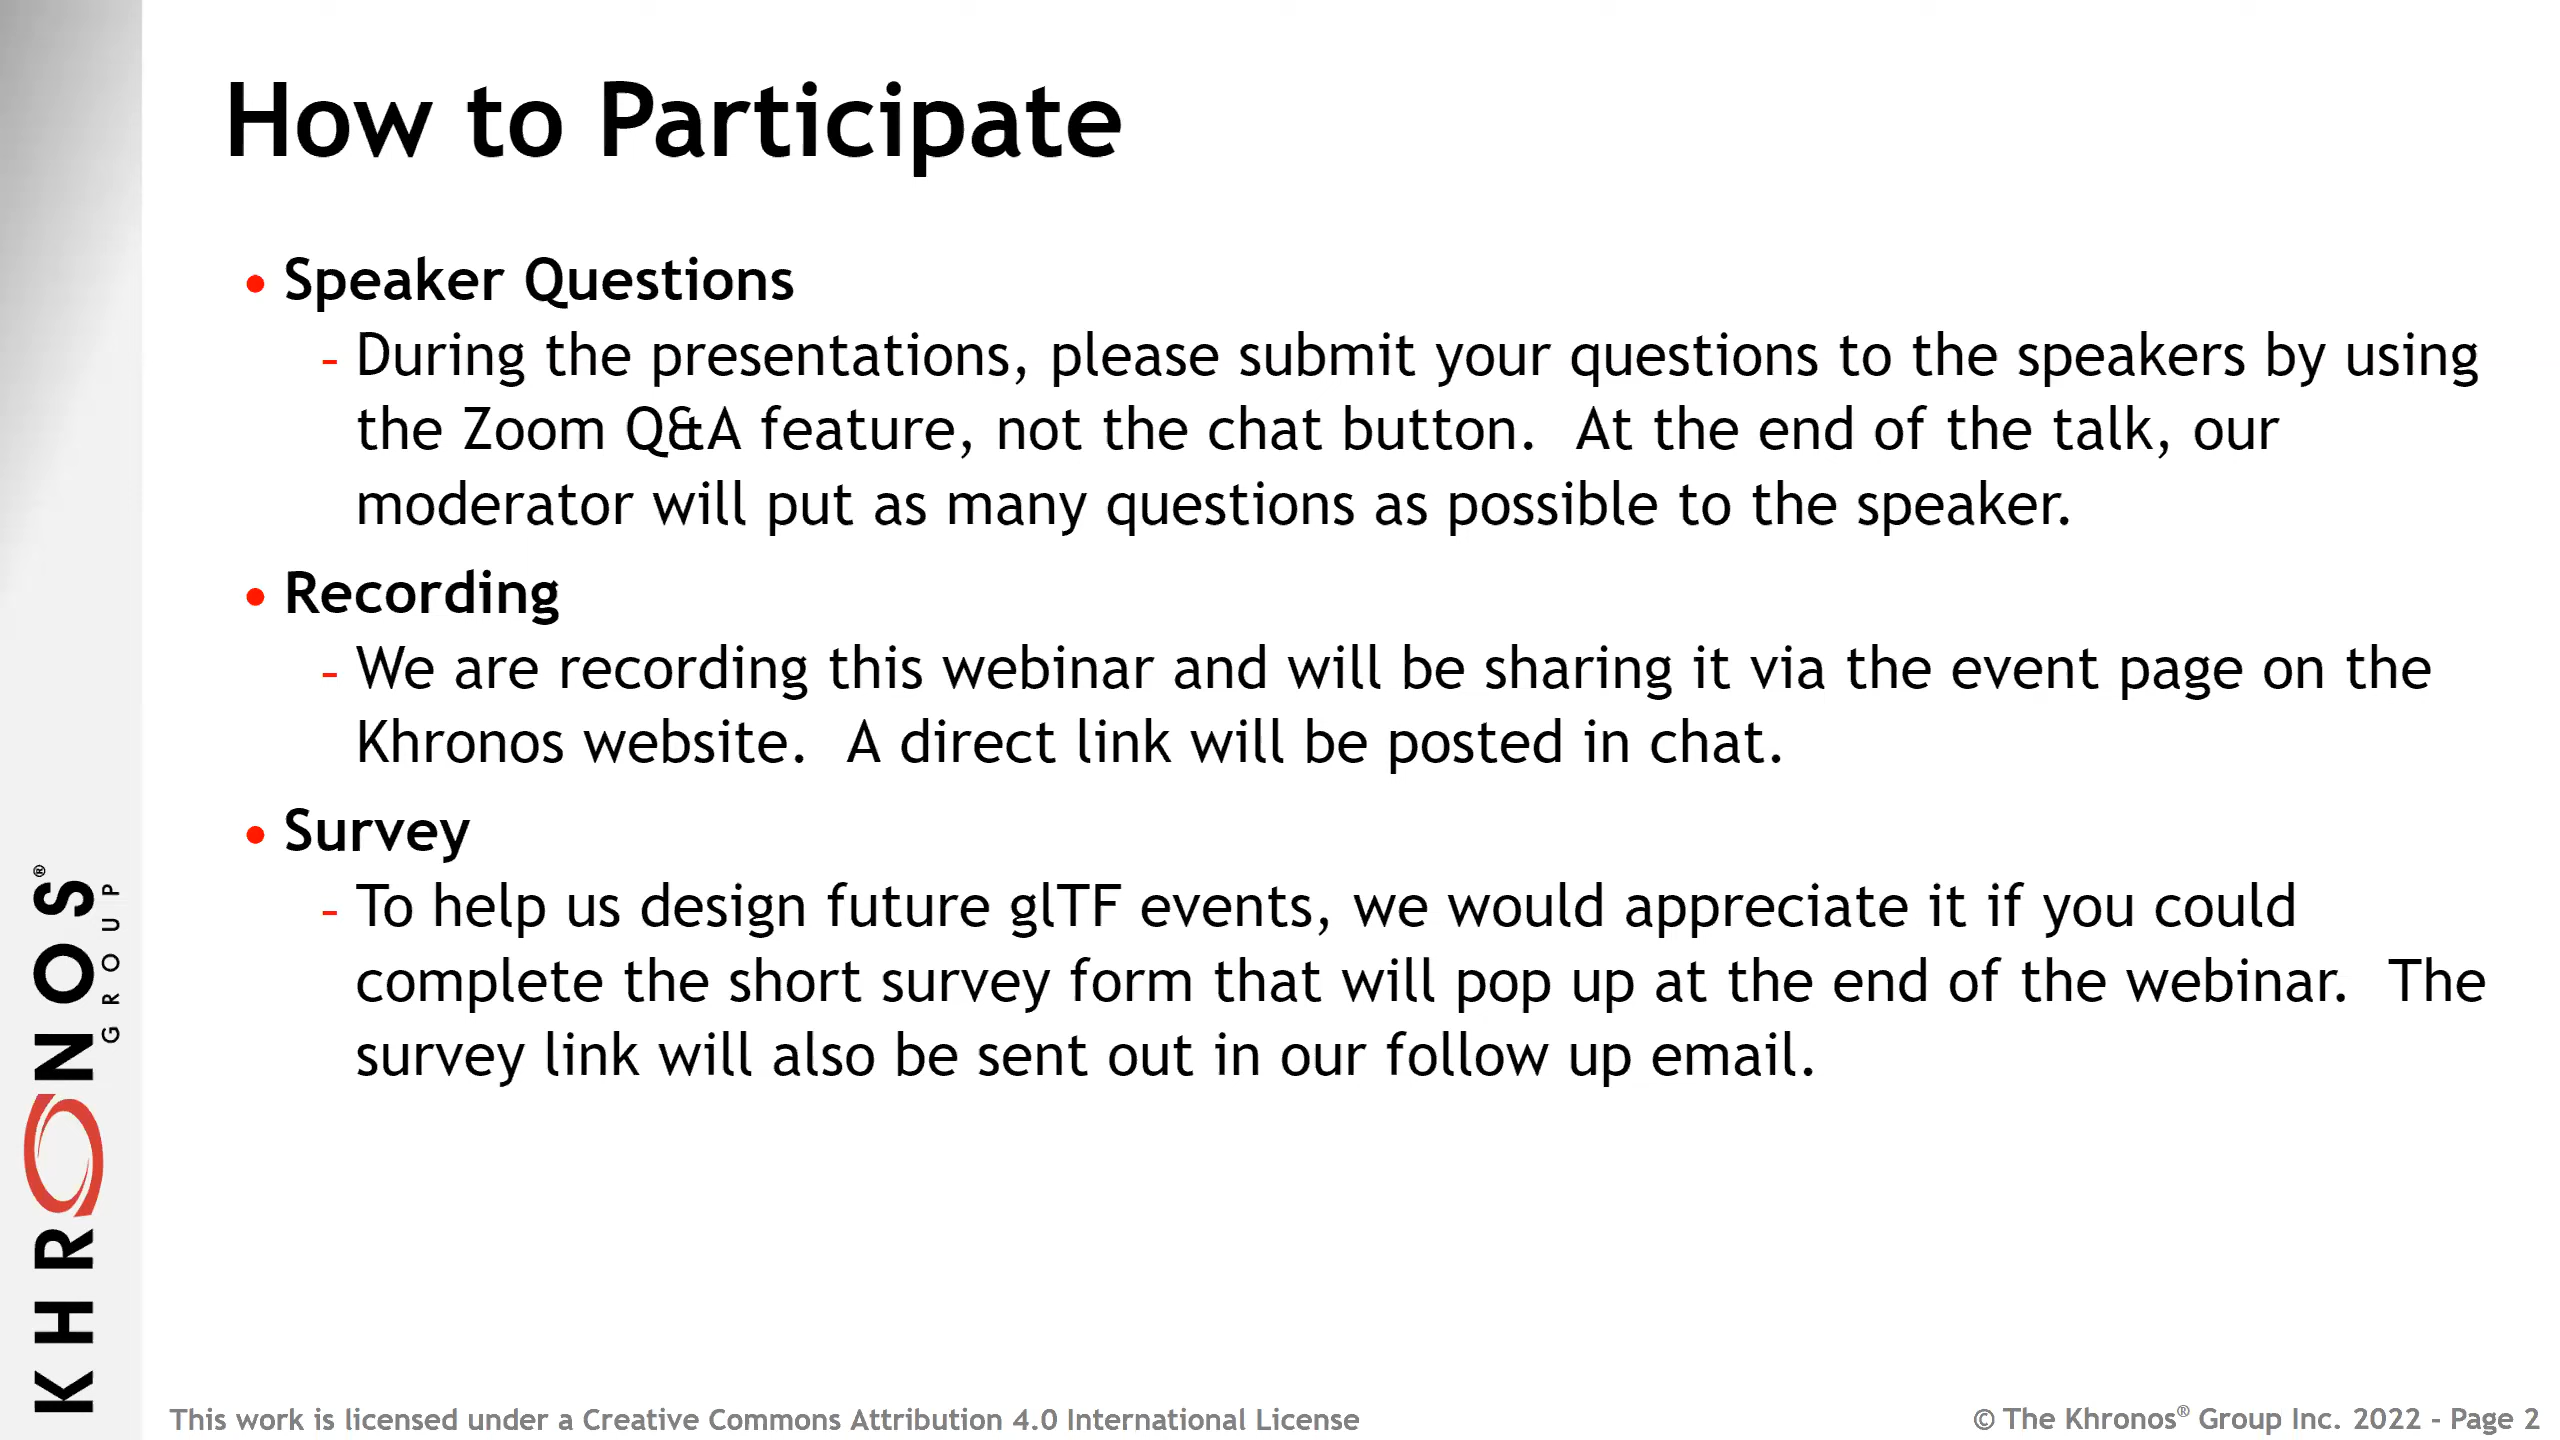 How to Participate
• Speaker Questions
- During the presentations, please submit your questions to the speakers by using
the Zoom Q&A feature, not the chat button.  At the end of the talk, our
moderator will put as many questions as possible to the speaker.
• Recording
- We are recording this webinar and will be sharing it via the event page on the
Khronos website.  A direct link will be posted in chat.
• Survey
- To help us design future glTF events, we would appreciate it if you could
complete the short survey form that will pop up at the end of the webinar.  The
survey link will also be sent out in our follow up email.
KHRONOS®
GROUP
This work is licensed under a Creative Commons Attribution 4.0 International License
© The Khronos® Group Inc. 2022 - Page 2